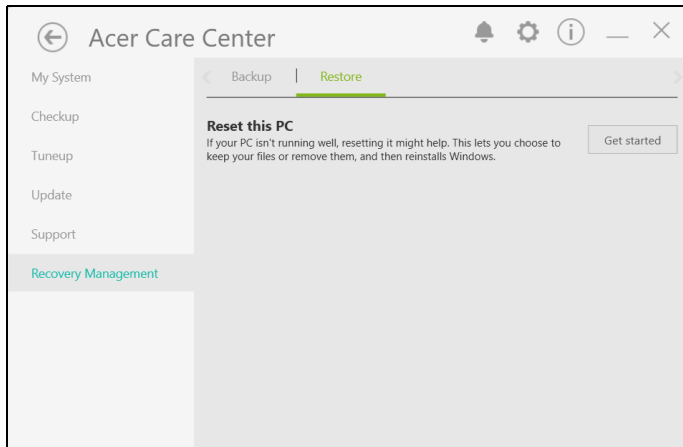 Acer Care Center
My System
Checkup
Tuneup
Update
Support
Recovery Management
Backup | Restore
Reset this PC
If your PC isn't running well, resetting it might help. This lets you choose to
keep your files or remove them, and then reinstalls Windows.
Get started